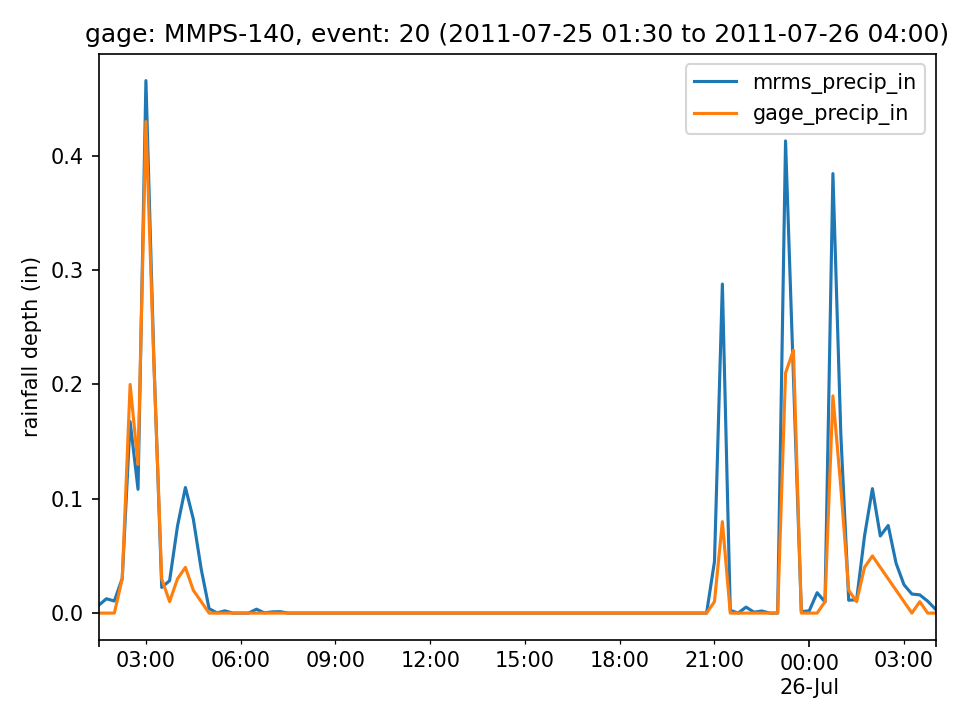 gage: MMPS-140, event: 20 (2011-07-25 01:30 to 2011-07-26 04:00)
mrms_precip_in
gage_precip_in
rainfall depth (in)
0.4
0.3
0.2
0.1
0.0
03:00 06:00 09:00 12:00 15:00 18:00 21:00 00:00 03:00
26-Jul